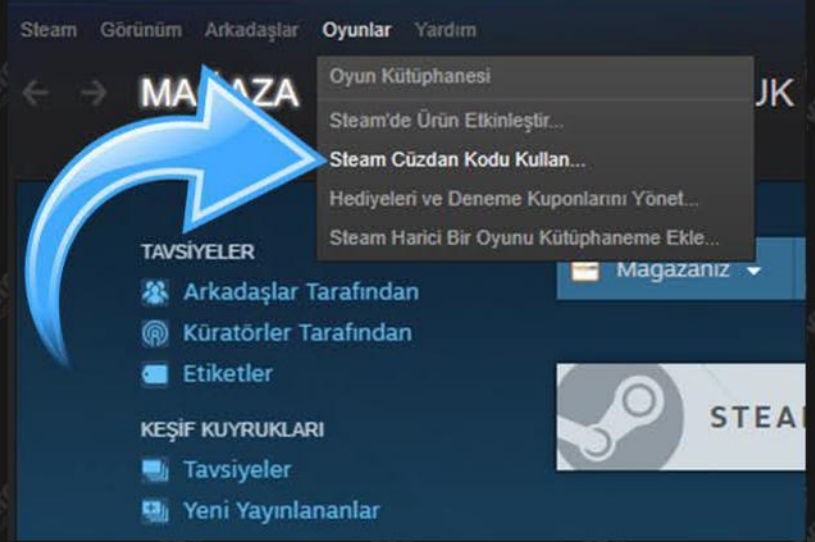 Steam Görünüm Arkadaşlar Oyunlar Yardım
Oyun Kütüphanesi
Steam'de Ürün Etkinleştir...
Steam Cüzdan Kodu Kullan...
Hediyeleri ve Deneme Kuponlarını Yönet...
Steam Harici Bir Oyunu Kütüphaneme Ekle...
MAĞAZA
TAVSİYELER
Arkadaşlar Tarafından
Küratörler Tarafından
Etiketler
KEŞİF KUYRUKLARI
Tavsiyeler
Yeni Yayınlananlar
Mağazanız